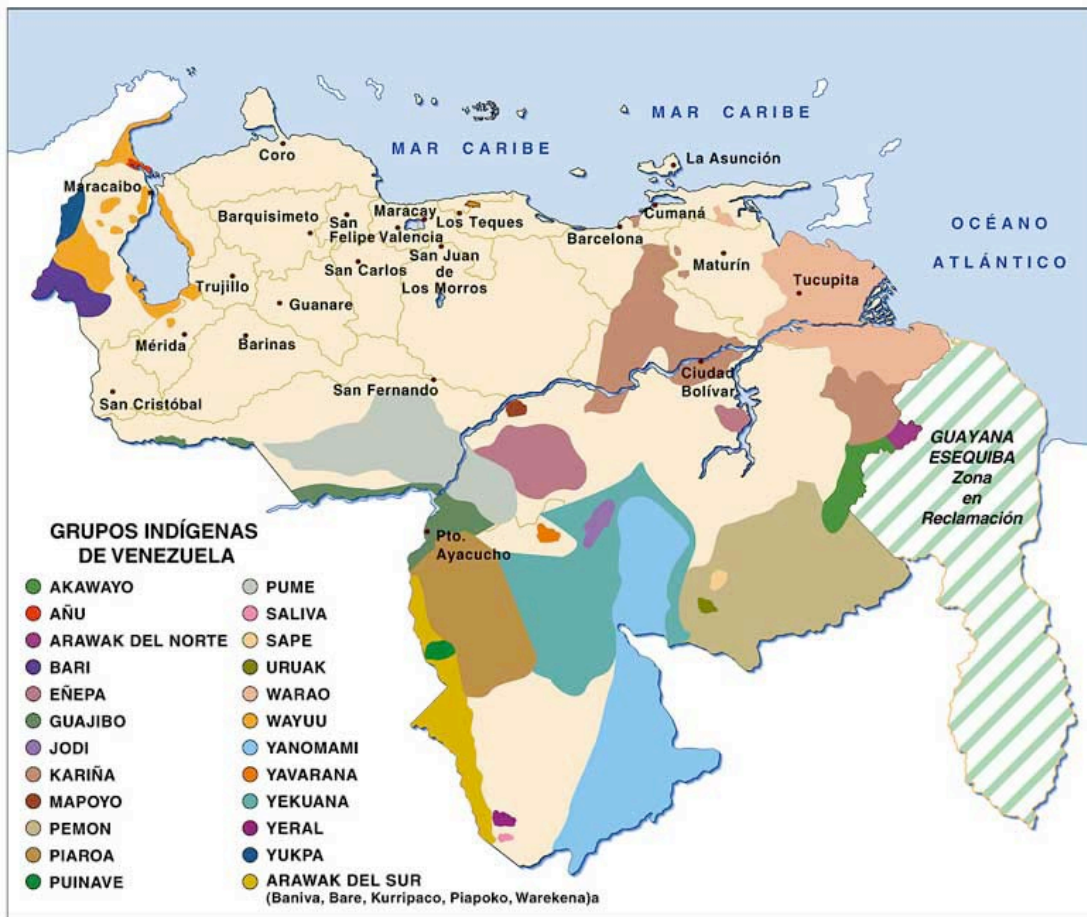 MAR CARIBE
MAR CARIBE
OCÉANO
ATLÁNTICO
Coro
La Asunción
Maracaibo
Barquisimeto
San
Felipe
Maracay
Valencia
Los Teques
Cumaná
Barcelona
San Carlos
San Juan
de
Los Morros
Maturín
Tucupita
Trujillo
Guanare
Mérida
Barinas
San Fernando
Ciudad
Bolívar
San Cristóbal
Pto.
Ayacucho
GUAYANA
ESEQUIBA
Zona
en
Reclamación
GRUPOS INDÍGENAS
DE VENEZUELA
AKAWAYO
AÑU
ARAWAK DEL NORTE
BARI
EÑEPA
GUAJIBO
JODI
KARIÑA
MAPOYO
PEMON
PIAROA
PUINAVE
PUME
SALIVA
SAPE
URUAK
WARAO
WAYUU
YANOMAMI
YAVARANA
YEKUANA
YERAL
YUKPA
ARAWAK DEL SUR
(Baniva, Bare, Kurripaco, Piapoko, Warekena)a